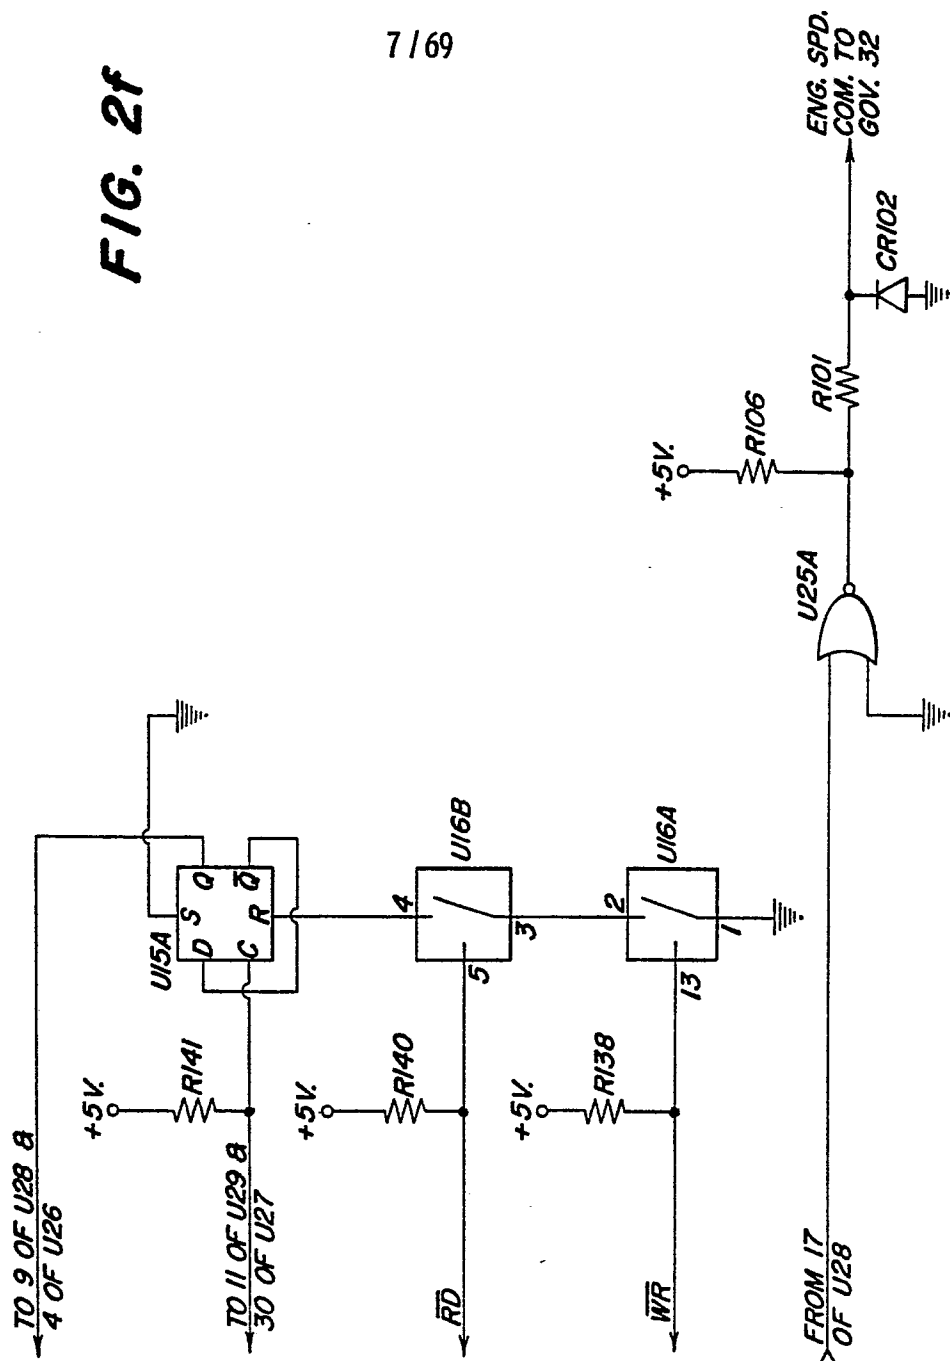 7/69
FIG. 2f
TO 9 OF U28 &
4 OF U26
U15A
S
D
Q
C
R
Q̅
+5V.
R141
TO 11 OF U29 &
30 OF U27
+5V.
R140
R̅D̅
4
5
3
U16B
+5V.
R138
W̅R̅
2
13
1
U16A
FROM 17
OF U28
U25A
+5V.
R106
R101
CR102
ENG. SPD.
COM. TO
GOV. 32